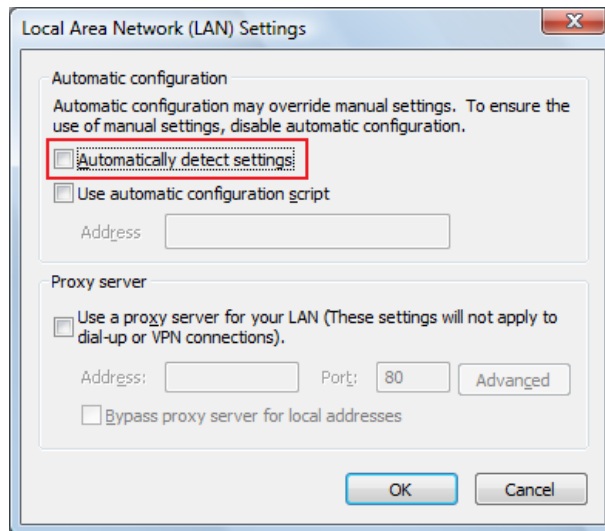 Local Area Network (LAN) Settings
Automatic configuration
Automatic configuration may override manual settings. To ensure the
use of manual settings, disable automatic configuration.
Automatically detect settings
Use automatic configuration script
Address
Proxy server
Use a proxy server for your LAN (These settings will not apply to
dial-up or VPN connections).
Address: Port: 80 Advanced
Bypass proxy server for local addresses
OK Cancel